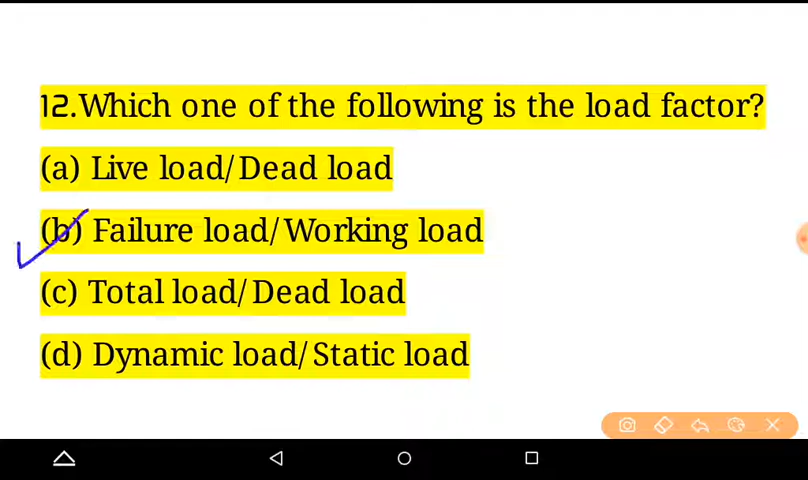 12.Which one of the following is the load factor?
(a) Live load/Dead load
(b) Failure load/Working load
(c) Total load/Dead load
(d) Dynamic load/Static load